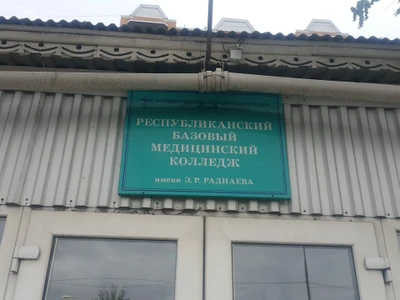 РЕСПУБЛИКАНСКИЙ
БАЗОВЫЙ
МЕДИЦИНСКИЙ
КОЛЛЕДЖ
имени Э.Р. РАДНАЕВА